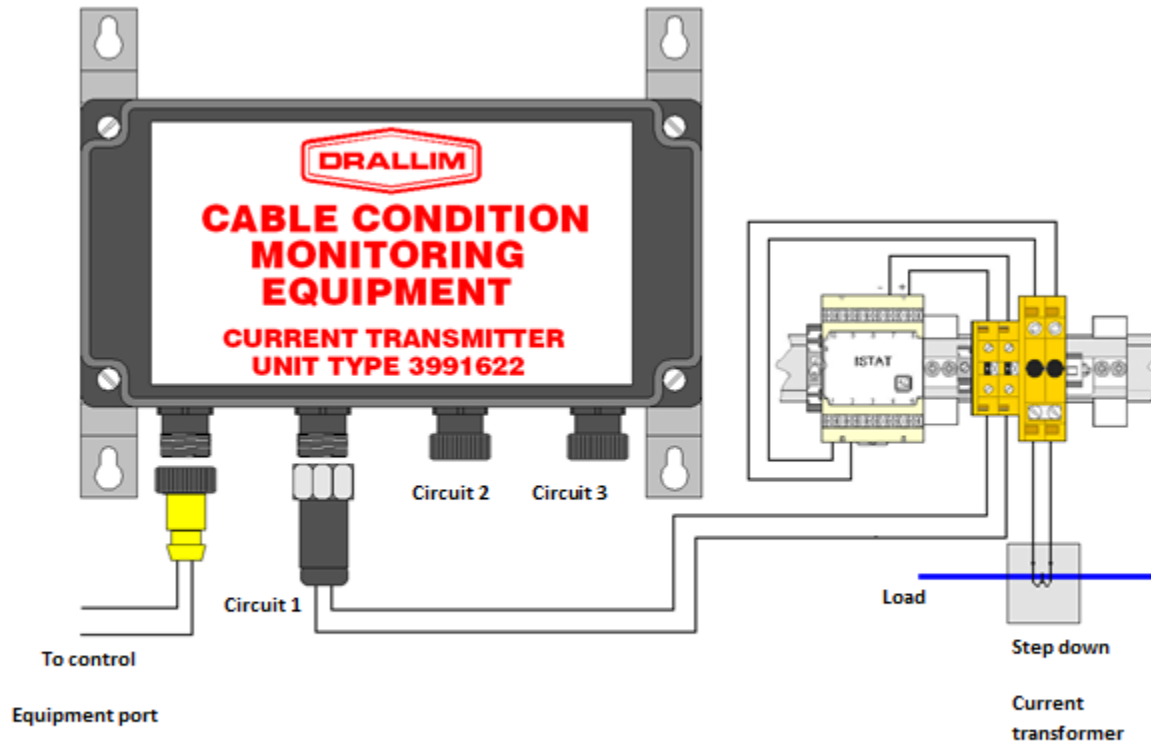 DRALLIM
CABLE CONDITION
MONITORING
EQUIPMENT
CURRENT TRANSMITTER
UNIT TYPE 3991622
- +
ISTAT
Circuit 2
Circuit 3
Circuit 1
Load
To control
Equipment port
Step down
Current
transformer